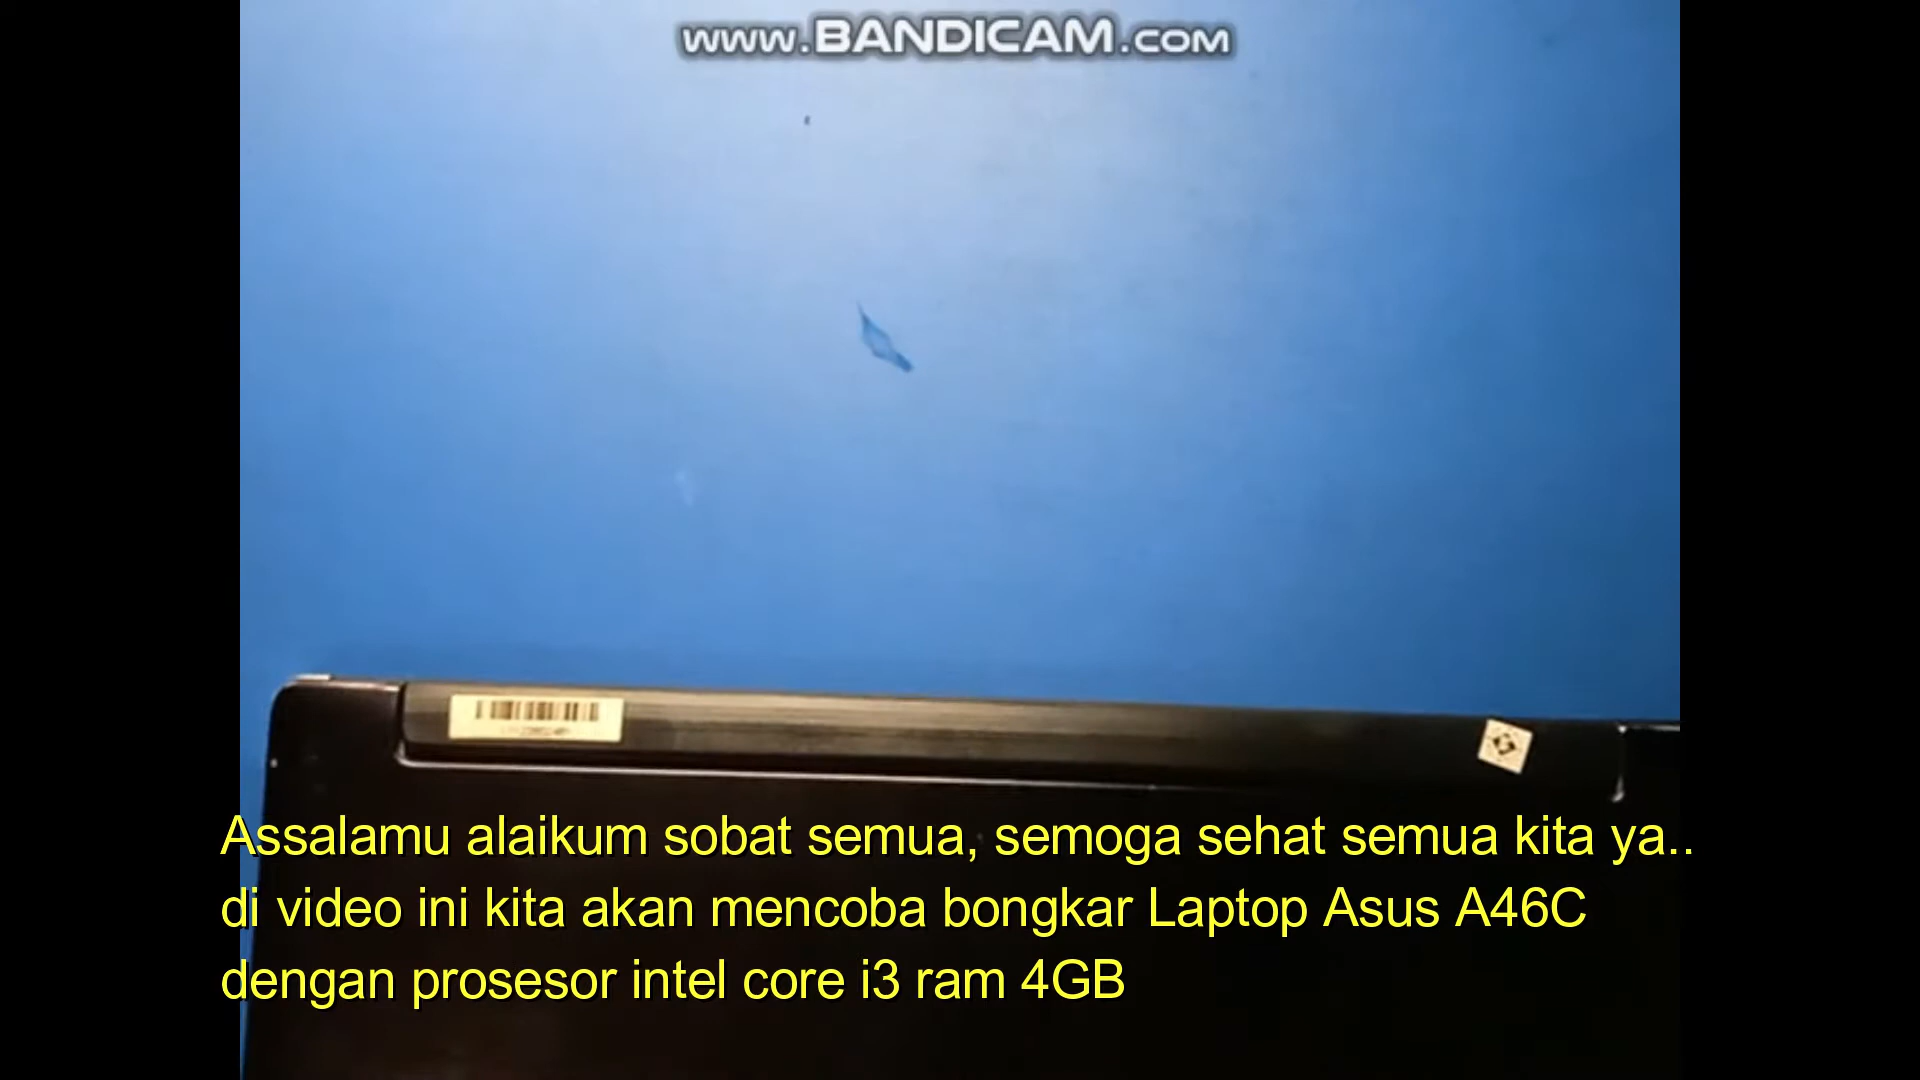 www.BANDICAM.com
Assalamu alaikum sobat semua, semoga sehat semua kita ya..
di video ini kita akan mencoba bongkar Laptop Asus A46C
dengan prosesor intel core i3 ram 4GB